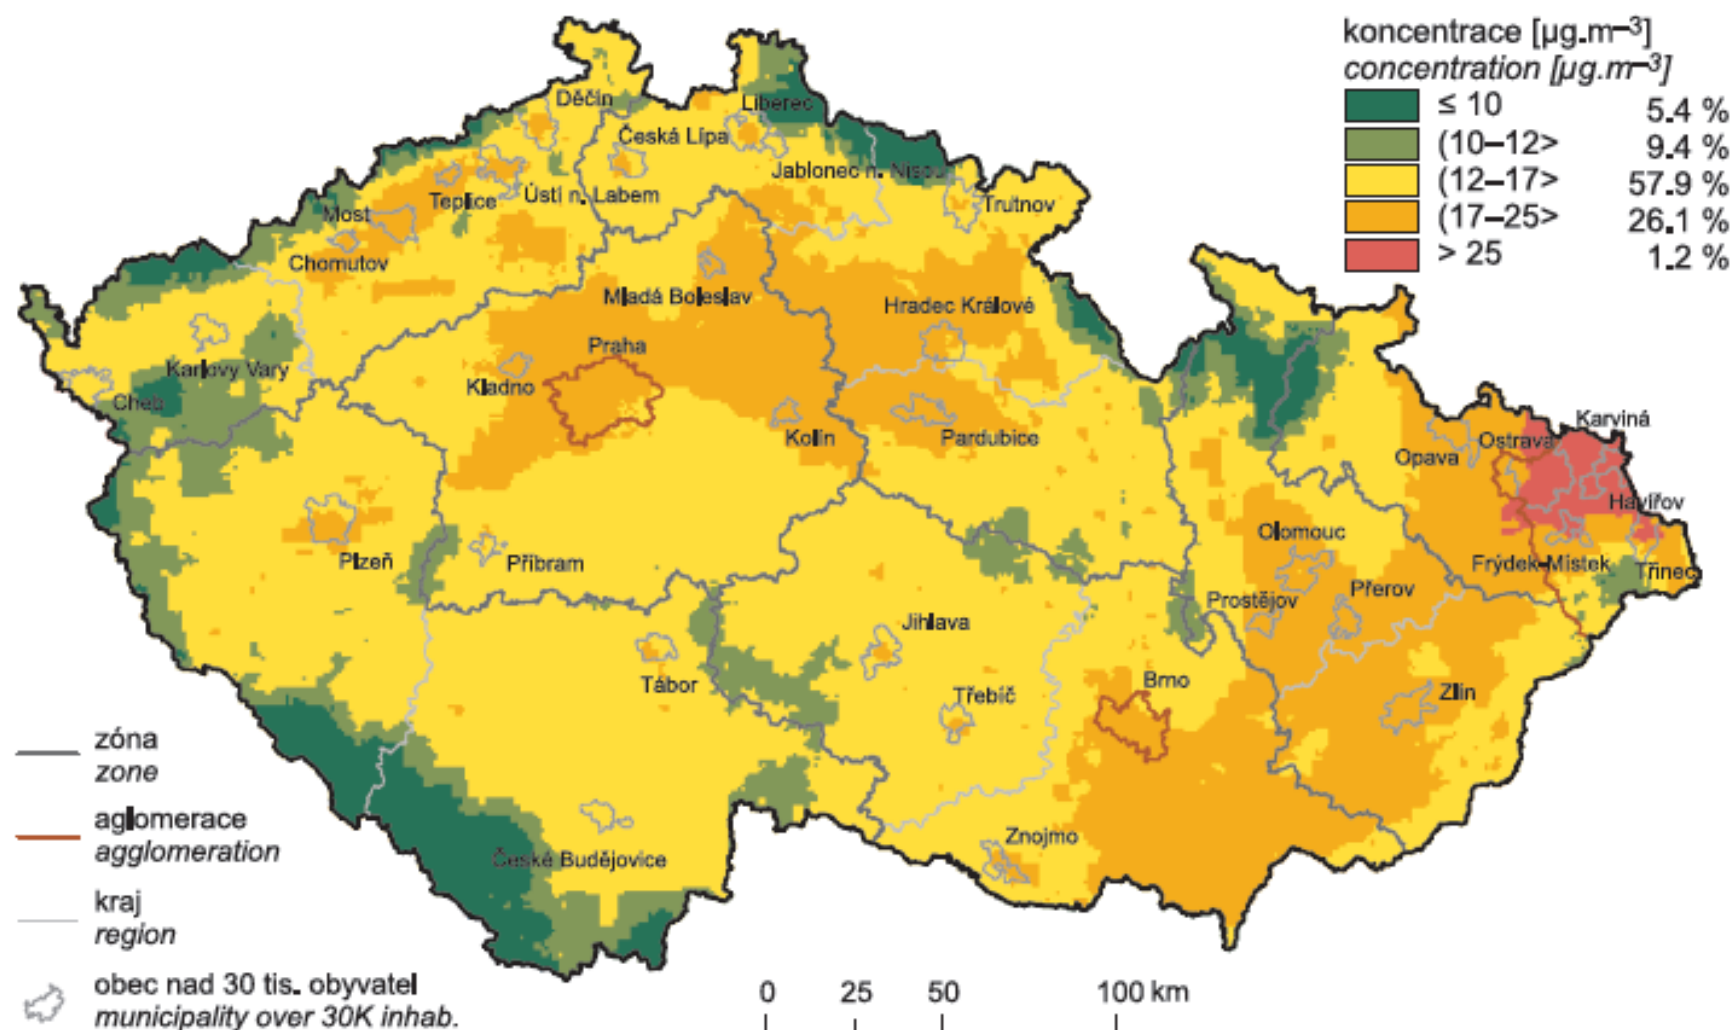 koncentrace [µg.m⁻³]
concentration [µg.m⁻³]
≤ 10 5.4 %
(10–12> 9.4 %
(12–17> 57.9 %
(17–25> 26.1 %
> 25 1.2 %
Děčín
Liberec
Česká Lípa
Jablonec n. Nisou
Teplice
Ústí n. Labem
Most
Trutnov
Chomutov
Mladá Boleslav
Hradec Králové
Praha
Karlovy Vary
Kladno
Cheb
Kolín
Pardubice
Karviná
Ostrava
Opava
Havířov
Olomouc
Plzeň
Příbram
Frýdek-Místek
Třinec
Přerov
Prostějov
Jihlava
Tábor
Brno
Třebíč
Zlín
Znojmo
České Budějovice
zóna
zone
aglomerace
agglomeration
kraj
region
obec nad 30 tis. obyvatel
municipality over 30K inhab.
0 25 50 100 km